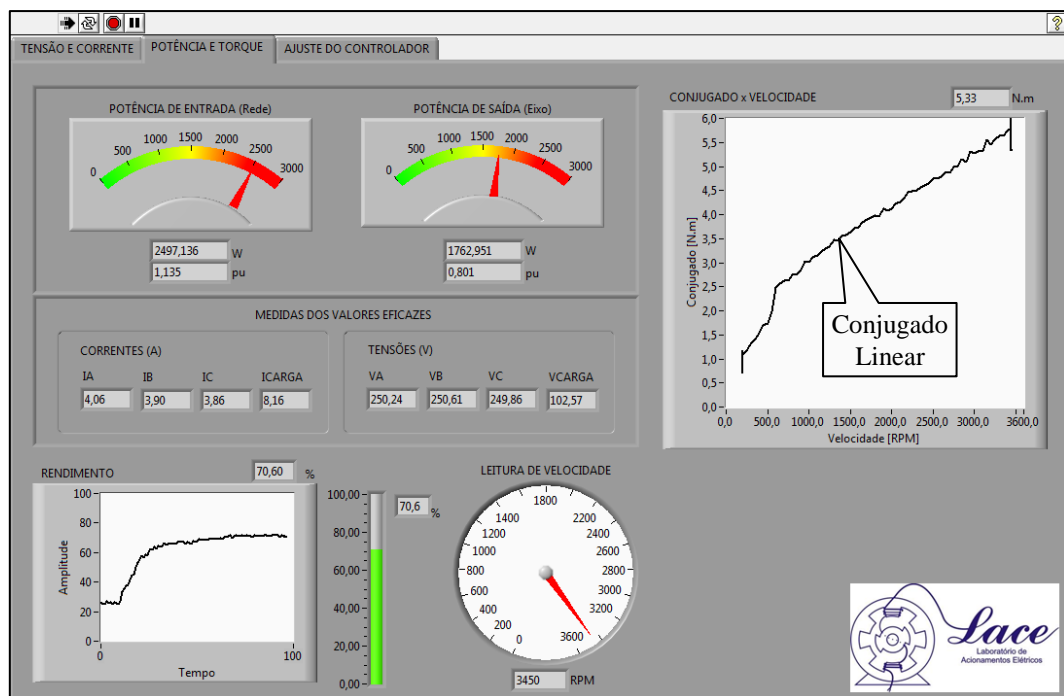 TENSÃO E CORRENTE
POTÊNCIA E TORQUE
AJUSTE DO CONTROLADOR
?
POTÊNCIA DE ENTRADA (Rede)
0
500
1000
1500
2000
2500
3000
2497,136 W
1,135 pu
POTÊNCIA DE SAÍDA (Eixo)
0
500
1000
1500
2000
2500
3000
1762,951 W
0,801 pu
MEDIDAS DOS VALORES EFICAZES
CORRENTES (A)
IA IB IC ICARGA
4,06 3,90 3,86 8,16
TENSÕES (V)
VA VB VC VCARGA
250,24 250,61 249,86 102,57
CONJUGADO x VELOCIDADE
5,33 N.m
Conjugado [N.m]
6,0
5,5
5,0
4,5
4,0
3,5
3,0
2,5
2,0
1,5
1,0
0,5
0,0
Conjugado
Linear
0,0 500,0 1000,0 1500,0 2000,0 2500,0 3000,0 3600,0
Velocidade [RPM]
RENDIMENTO
70,60 %
Amplitude
100
80
60
40
20
0
0 100
Tempo
100,00
80,00
60,00
40,00
20,00
0,00
70,6 %
LEITURA DE VELOCIDADE
0
200
400
600
800
1000
1200
1400
1800
2200
2400
2600
2800
3000
3200
3600
3450 RPM
Lace
Laboratório de
Acionamentos Elétricos